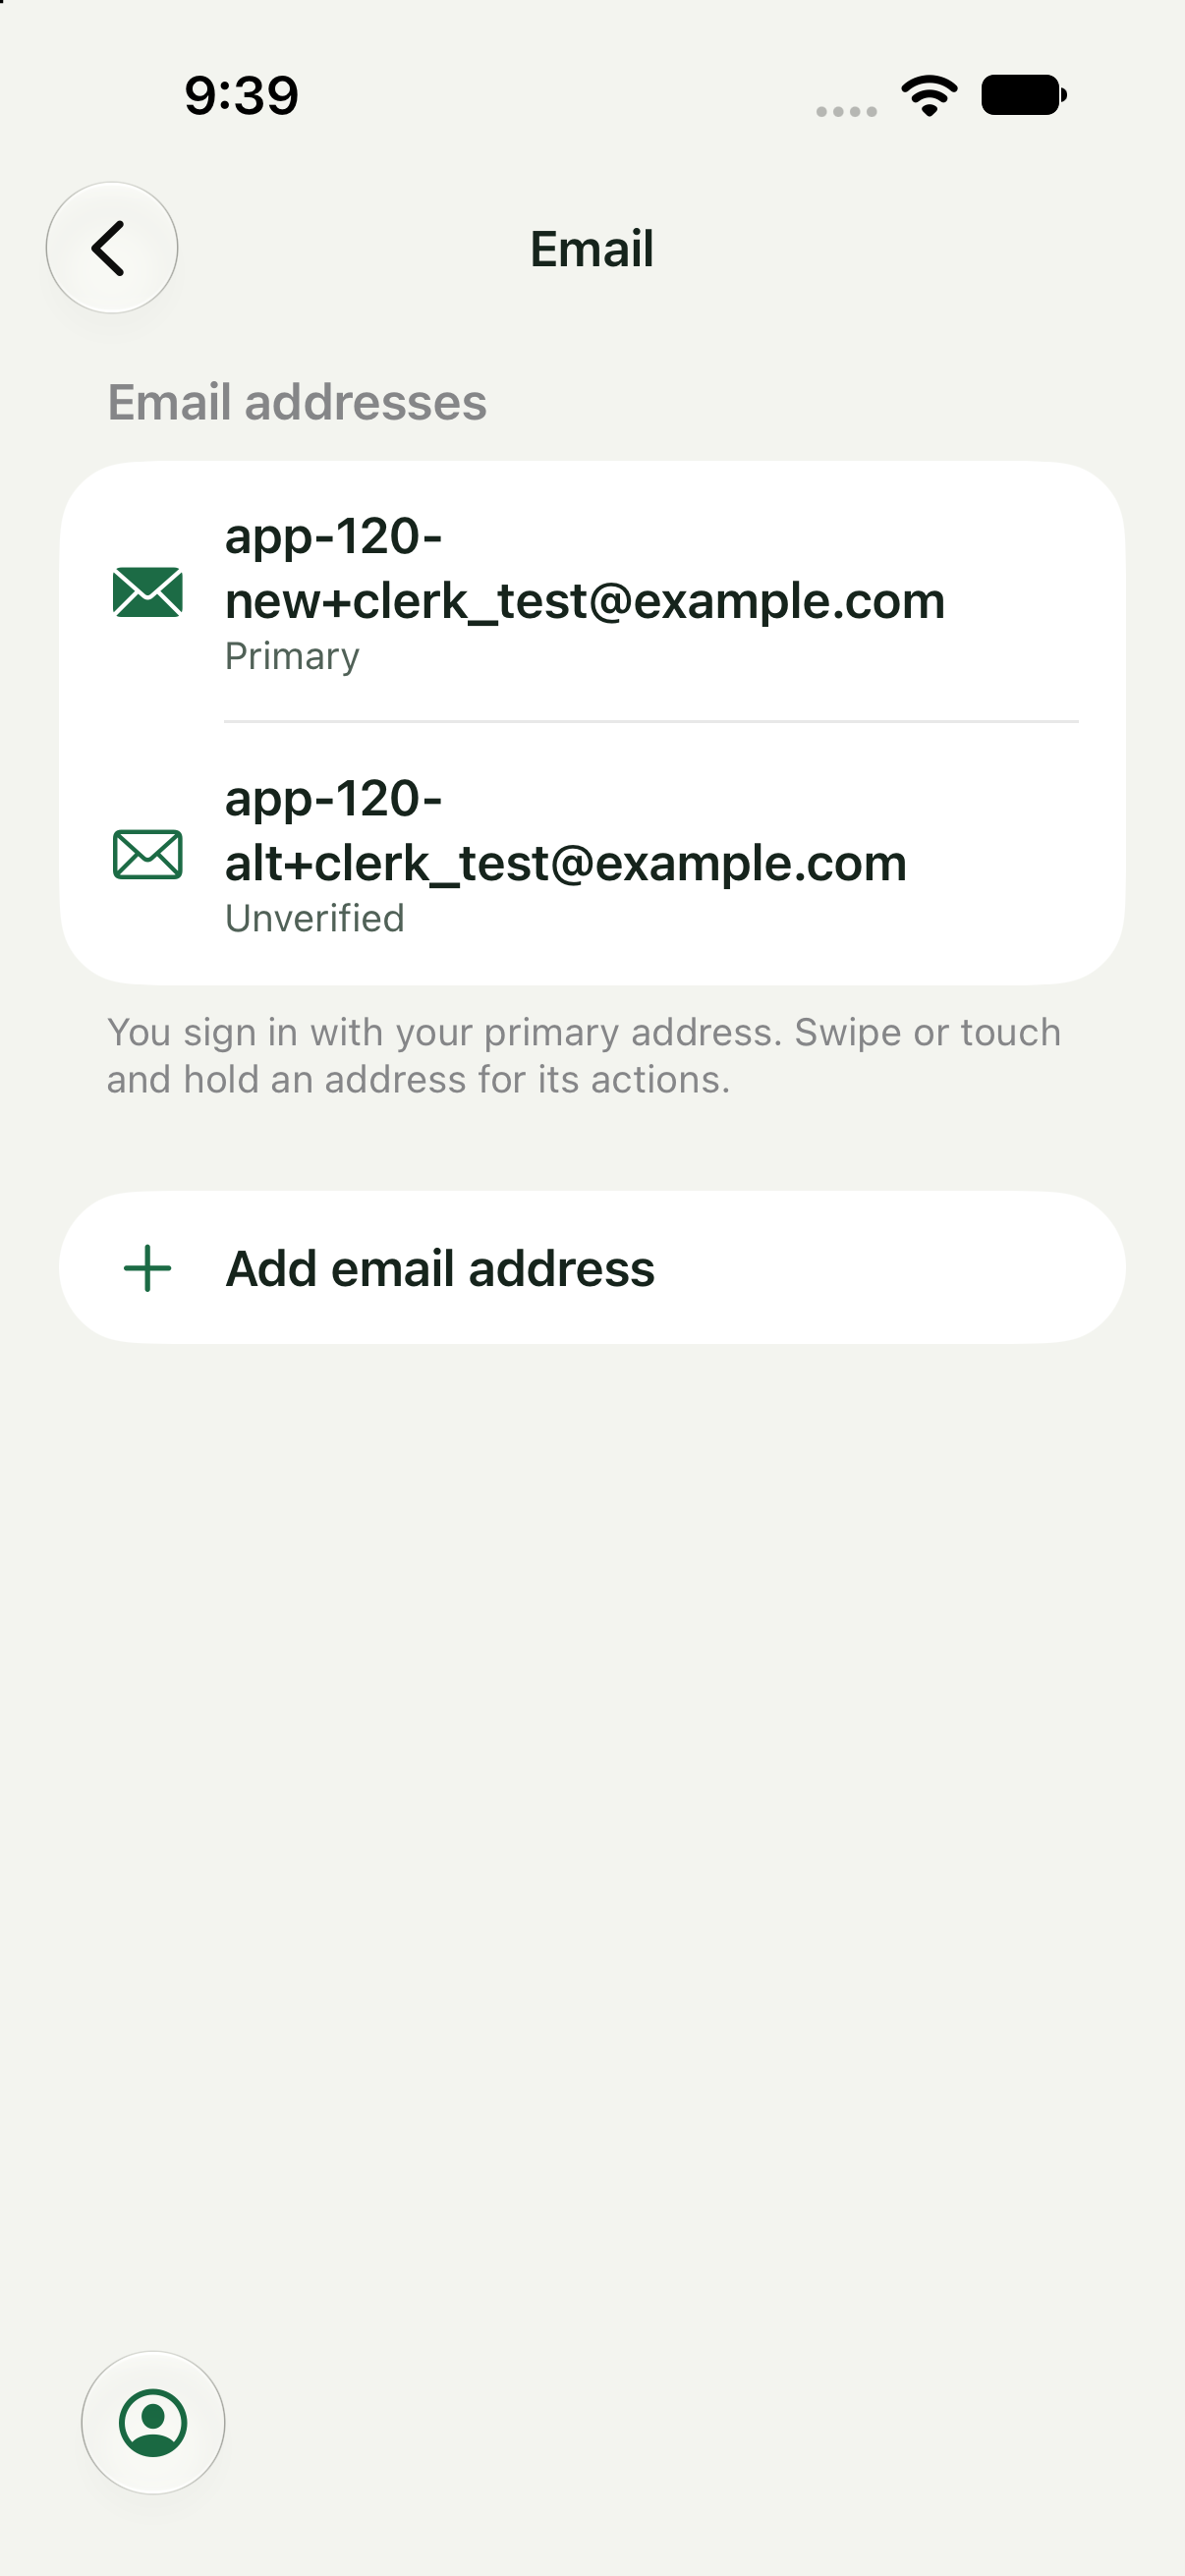 9:39
Email
Email addresses
app-120-
new+clerk_test@example.com
Primary
app-120-
alt+clerk_test@example.com
Unverified
You sign in with your primary address. Swipe or touch
and hold an address for its actions.
Add email address